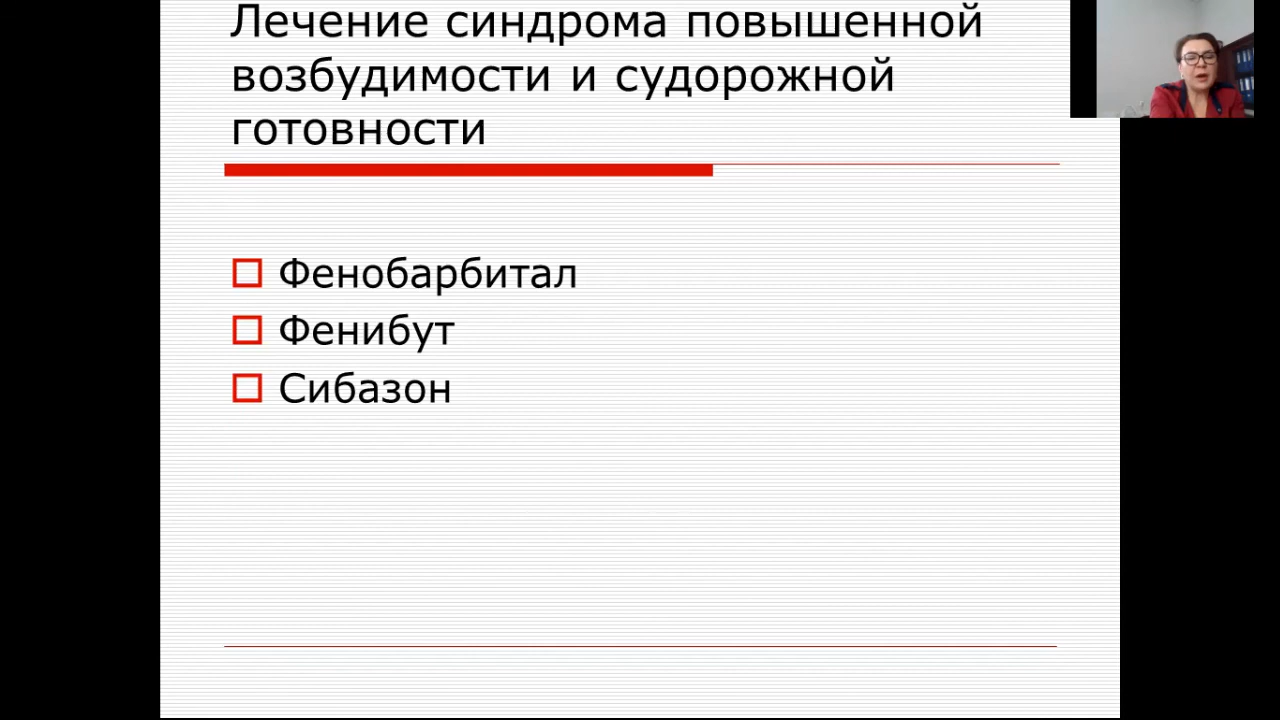 Лечение синдрома повышенной
возбудимости и судорожной
готовности
Фенобарбитал
Фенибут
Сибазон